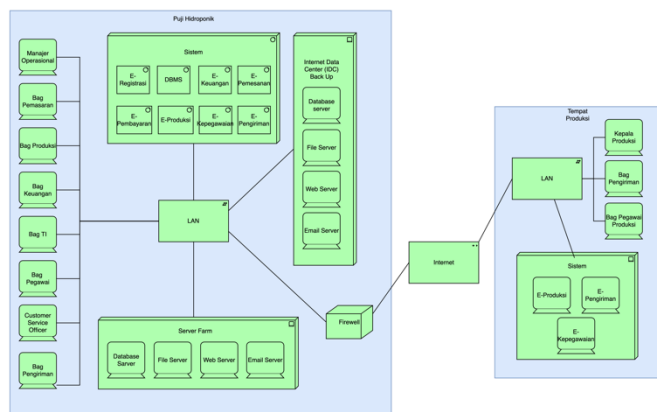 Puji Hidroponik
Manajer
Operasional
Bag
Pemasaran
Bag Produksi
Bag
Keuangan
Bag TI
Bag
Pegawai
Customer
Service
Officer
Bag
Pengiriman
Sistem
E-
Registrasi
DBMS
E-
Keuangan
E-
Pemesanan
E-
Pembayaran
E-Produksi
E-
Kepegawaian
E-
Pengiriman
Internet Data
Center (IDC)
Back Up
Database
server
File Server
Web Server
Email Server
LAN
Server Farm
Database
Sarver
File Server
Web Server
Email Server
Firewell
Internet
Tempat
Produksi
LAN
Kepala
Produksi
Bag
Pengiriman
Bag Pegawai
Produksi
Sistem
E-Produksi
E-
Pengiriman
E-
Kepegawaian